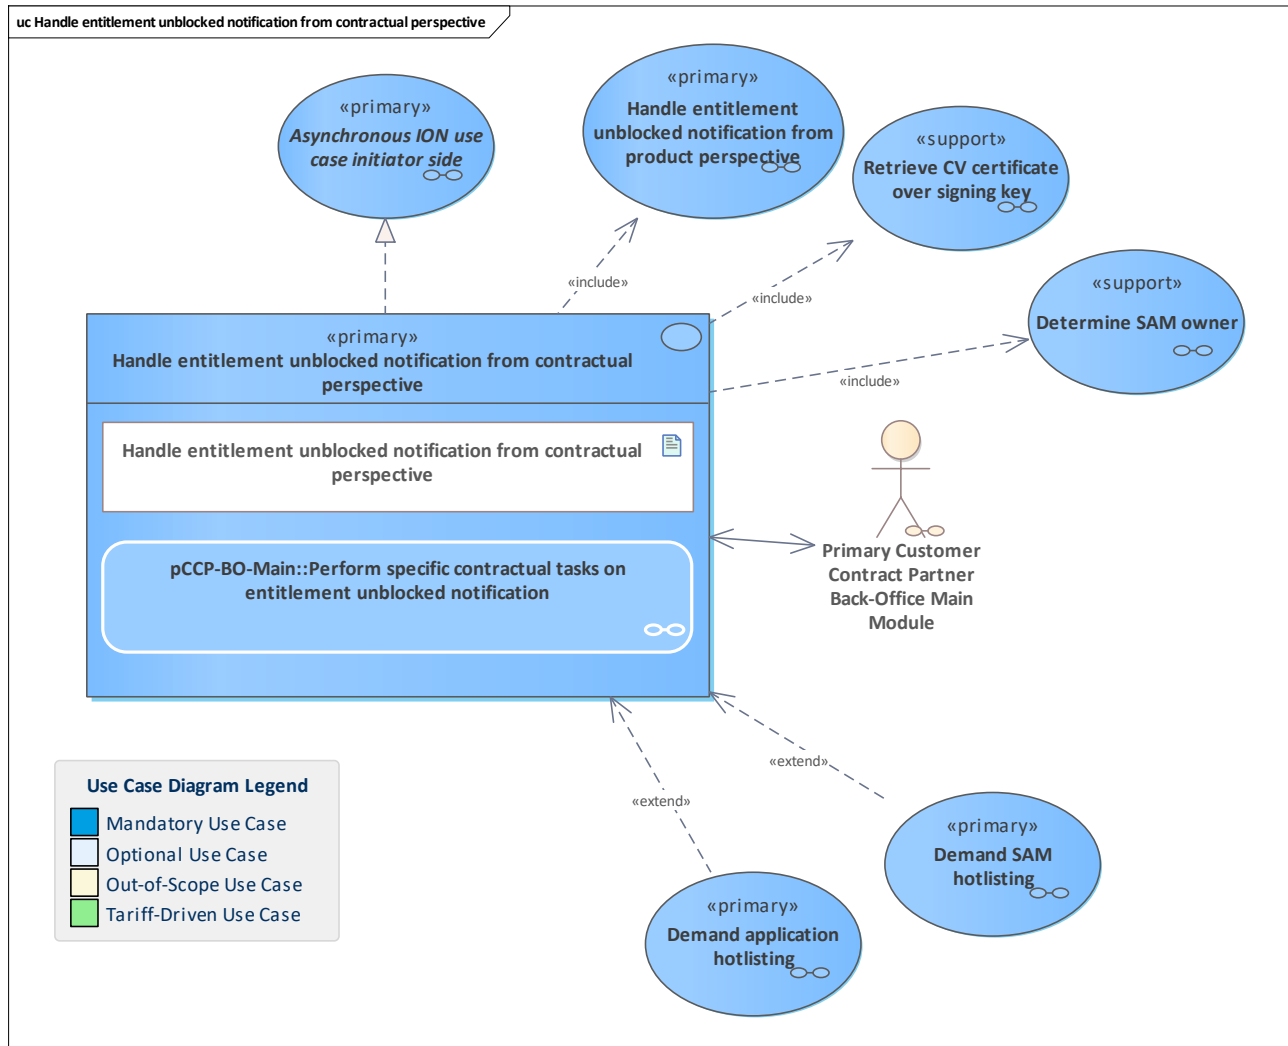 uc Handle entitlement unblocked notification from contractual perspective
«primary»
Asynchronous ION use
case initiator side
«primary»
Handle entitlement
unblocked notification from
product perspective
«support»
Retrieve CV certificate
over signing key
«support»
Determine SAM owner
«include»
«include»
«include»
«primary»
Handle entitlement unblocked notification from contractual
perspective
Handle entitlement unblocked notification from contractual
perspective
pCCP-BO-Main::Perform specific contractual tasks on
entitlement unblocked notification
Primary Customer
Contract Partner
Back-Office Main
Module
«extend»
«extend»
«primary»
Demand SAM
hotlisting
«primary»
Demand application
hotlisting
Use Case Diagram Legend
Mandatory Use Case
Optional Use Case
Out-of-Scope Use Case
Tariff-Driven Use Case